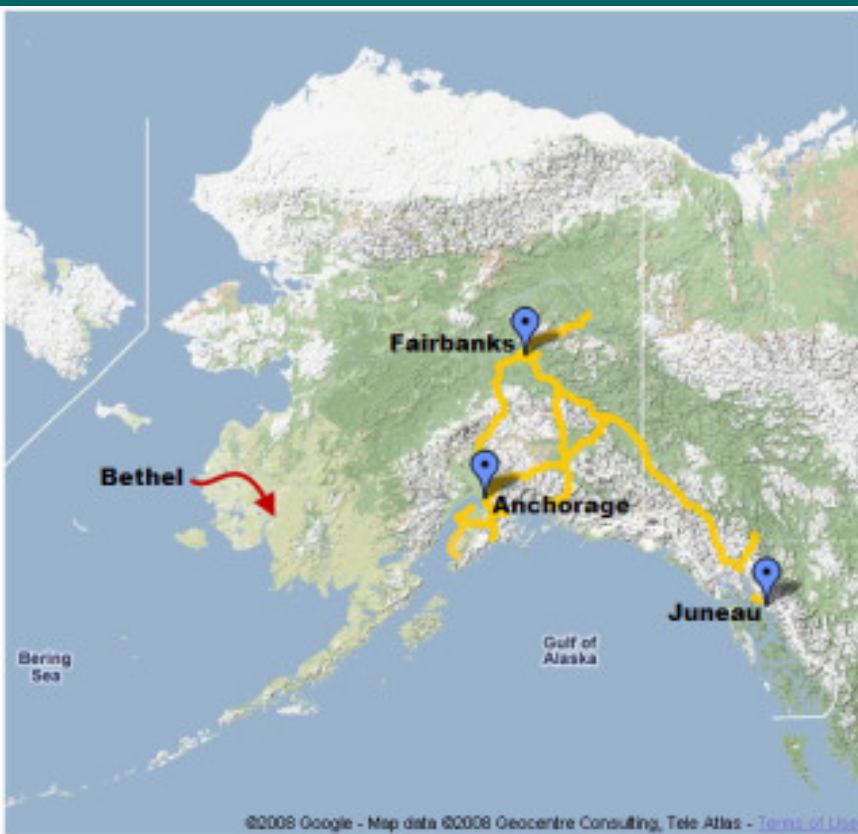 Fairbanks
Bethel
Anchorage
Juneau
Gulf of
Alaska
Bering
Sea
©2008 Google - Map data ©2008 Geocentre Consulting, Tele Atlas - Terms of Use